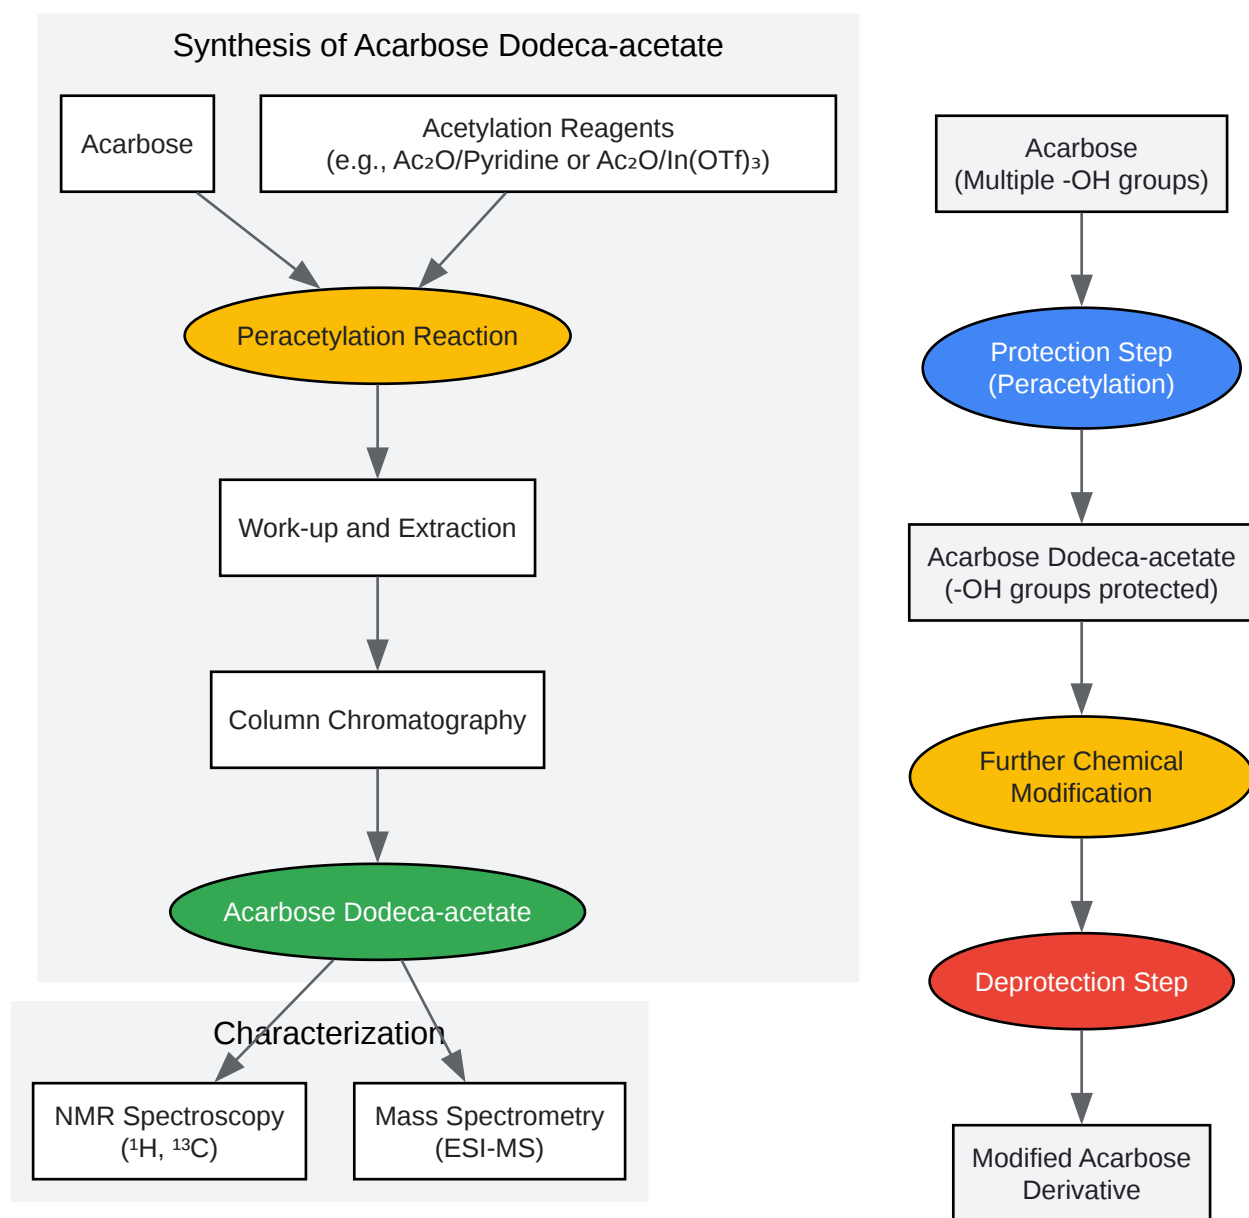 Synthesis of Acarbose Dodeca-acetate
Acarbose
Acetylation Reagents
(e.g., Ac₂O/Pyridine or Ac₂O/In(OTf)₃)
Peracetylation Reaction
Work-up and Extraction
Column Chromatography
Acarbose Dodeca-acetate
Characterization
NMR Spectroscopy
(¹H, ¹³C)
Mass Spectrometry
(ESI-MS)
Acarbose
(Multiple -OH groups)
Protection Step
(Peracetylation)
Acarbose Dodeca-acetate
(-OH groups protected)
Further Chemical
Modification
Deprotection Step
Modified Acarbose
Derivative